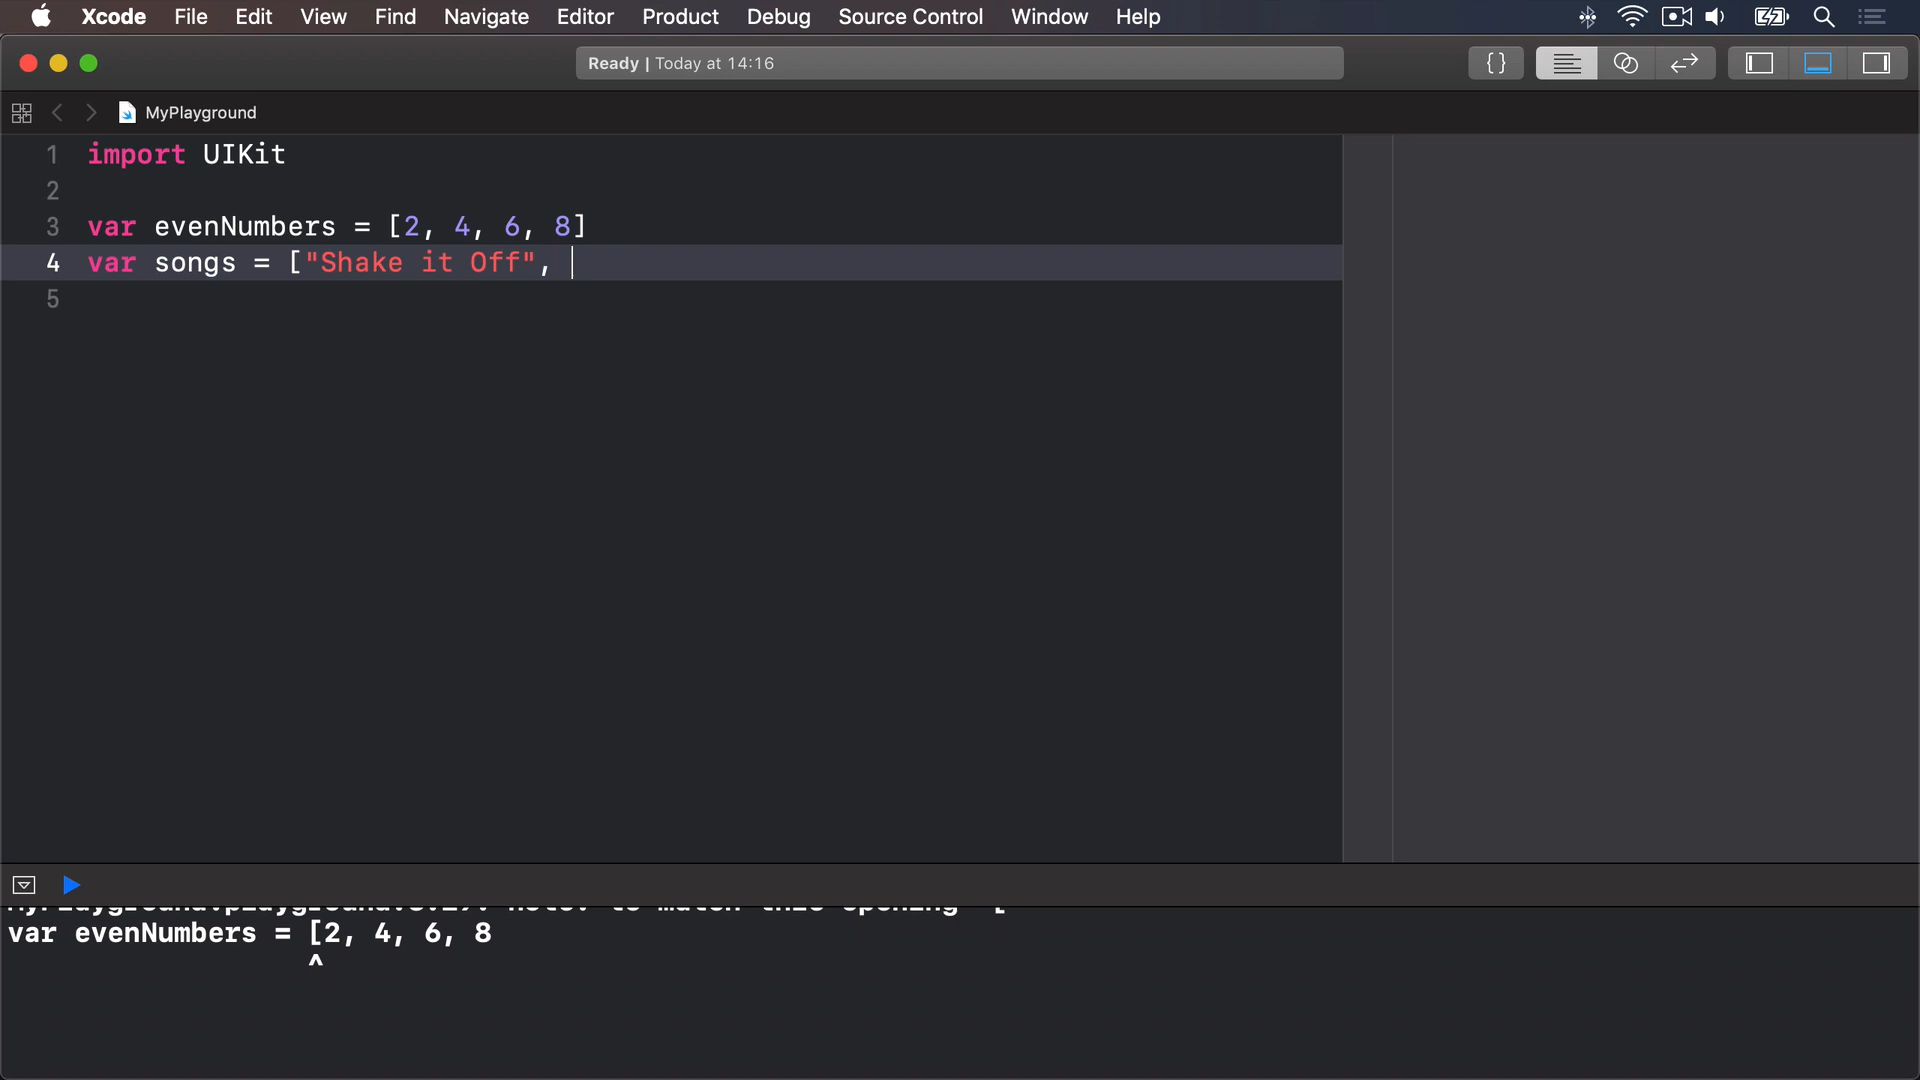 Xcode File Edit View Find Navigate Editor Product Debug Source Control Window Help
Ready | Today at 14:16
{}
MyPlayground
1 import UIKit
2
3 var evenNumbers = [2, 4, 6, 8]
4 var songs = ["Shake it Off",
5
var evenNumbers = [2, 4, 6, 8
^